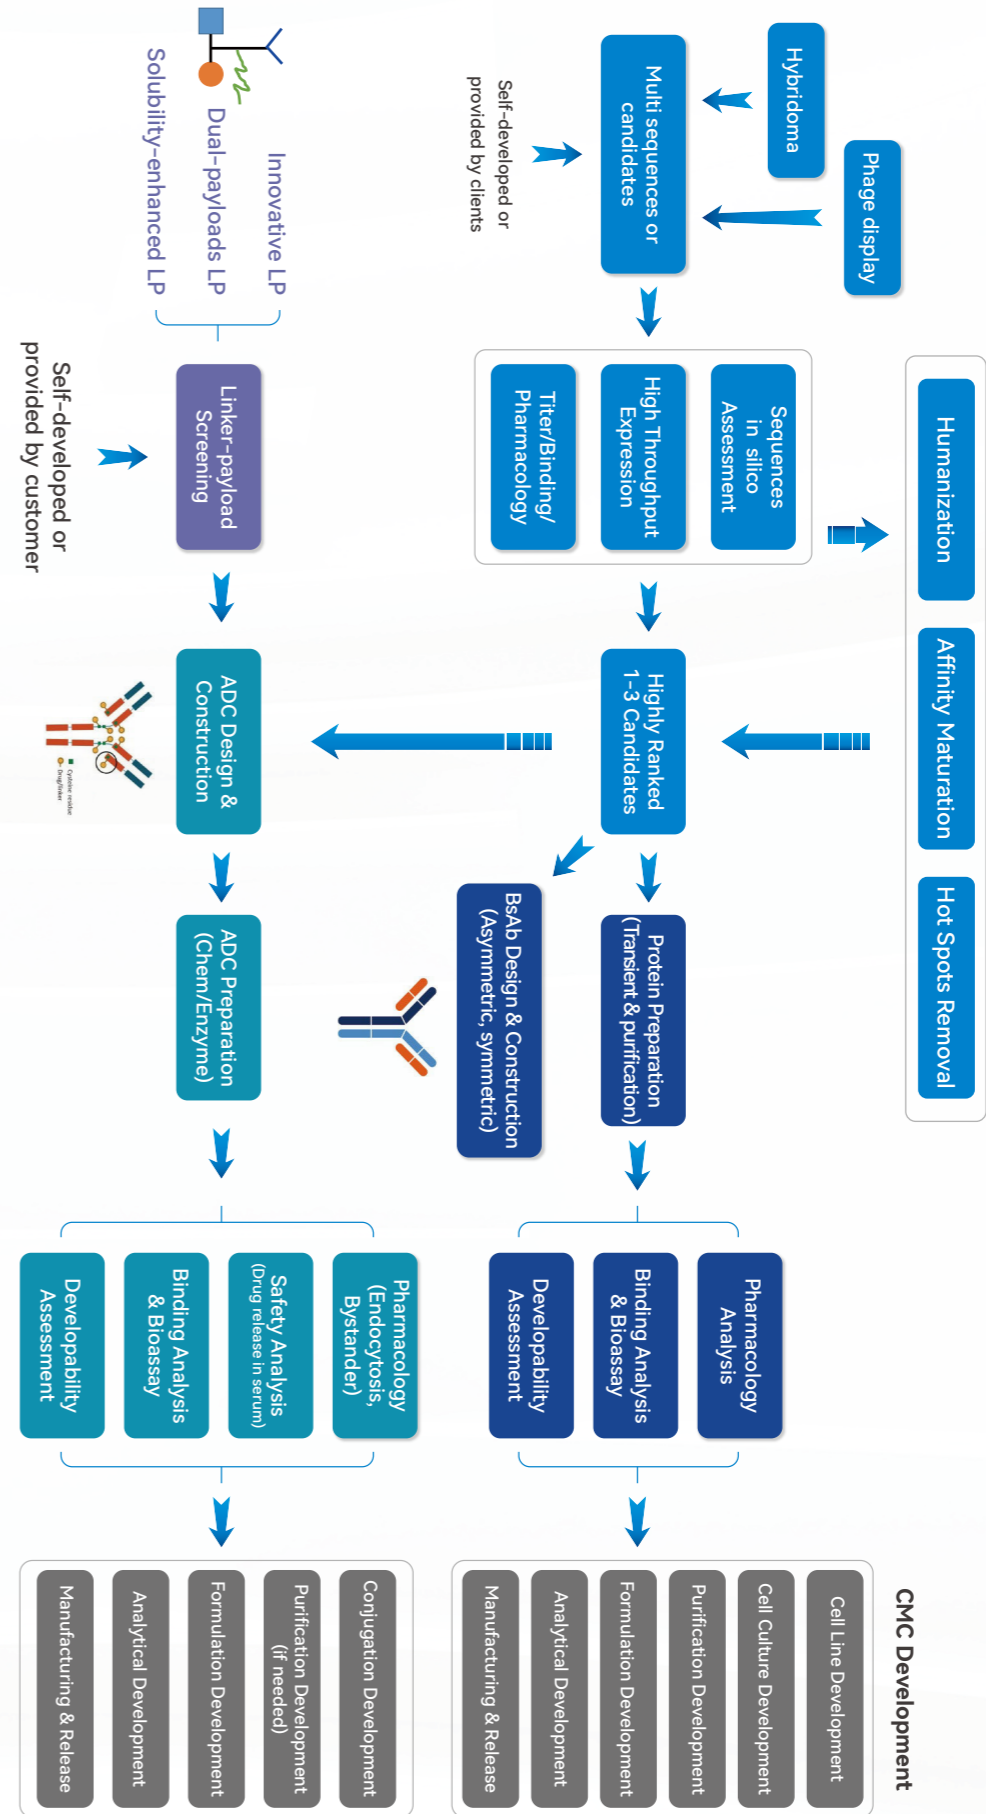 Hybridoma
Phage display
Multi sequences or
candidates
Self-developed or
provided by clients
Sequences
in silico
Assessment
High Throughput
Expression
Titer/Binding/
Pharmacology
Humanization
Affinity Maturation
Hot Spots Removal
Highly Ranked
1-3 Candidates
Protein Preparation
(Transient & purification)
BsAb Design & Construction
(Asymmetric, symmetric)
Pharmacology
Analysis
Binding Analysis
& Bioassay
Developability
Assessment
CMC Development
Cell Line Development
Cell Culture Development
Purification Development
Formulation Development
Analytical Development
Manufacturing & Release
Innovative LP
Dual-payloads LP
Solubility-enhanced LP
Linker-payload
Screening
Self-developed or
provided by customer
ADC Design &
Construction
Cysteine residue
Drug/linker
ADC Preparation
(Chem/Enzyme)
Pharmacology
(Endocytosis,
Bystander)
Safety Analysis
(Drug release in serum)
Binding Analysis
& Bioassay
Developability
Assessment
Conjugation Development
Purification Development
(if needed)
Formulation Development
Analytical Development
Manufacturing & Release